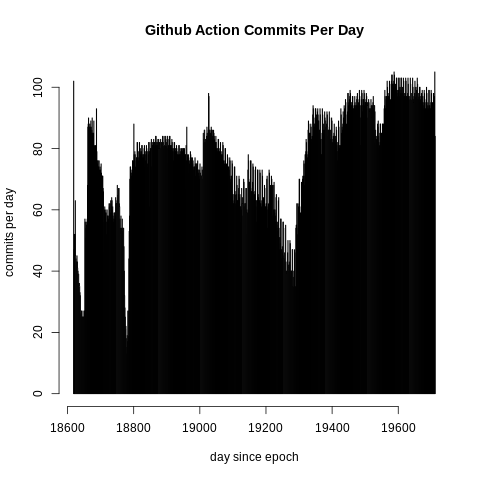 Github Action Commits Per Day
commits per day
0 20 40 60 80 100
18600 18800 19000 19200 19400 19600
day since epoch